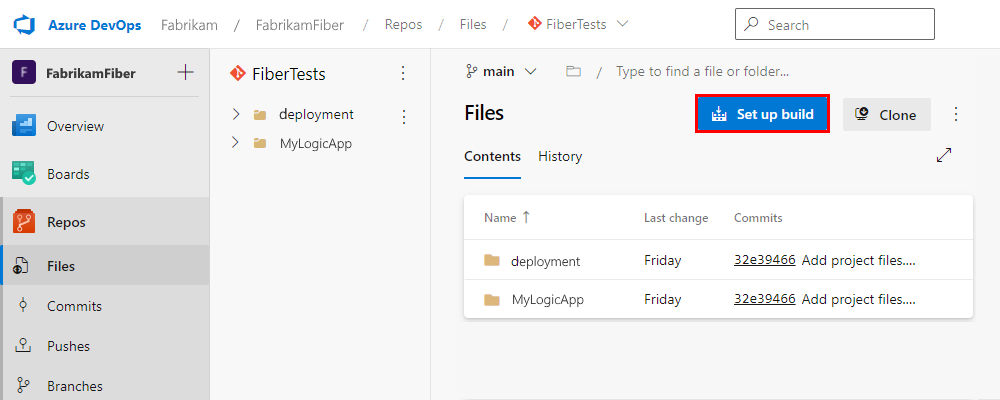 Azure DevOps Fabrikam / FabrikamFiber / Repos / Files / FiberTests
Search
F FabrikamFiber +
Overview
Boards
Repos
Files
Commits
Pushes
Branches
FiberTests
deployment
MyLogicApp
main / Type to find a file or folder...
Files
Set up build
Clone
Contents History
Name ↑ Last change Commits
deployment Friday 32e39466 Add project files....
MyLogicApp Friday 32e39466 Add project files....